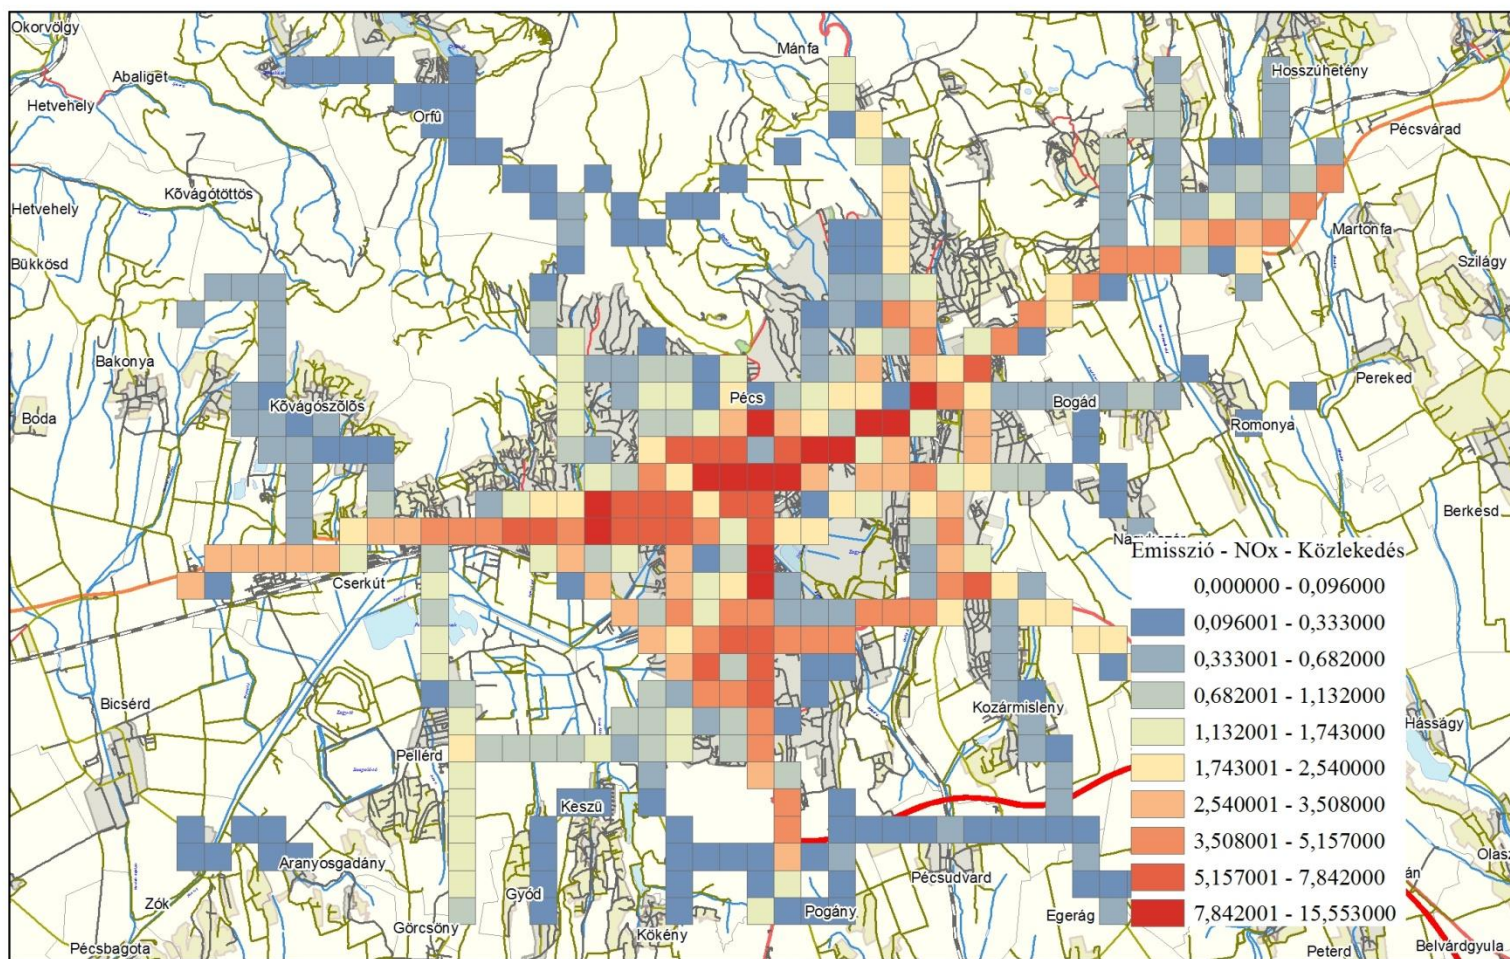 Okorvölgy
Mánfa
Hosszúhetény
Abaliget
Hetvehely
Orfû
Pécsvárad
Kõvágótöttös
Hetvehely
Martonfa
Bükkösd
Szilágy
Bakonya
Pereked
Boda
Kõvágószõlõs
Pécs
Bogád
Romonya
Berkesd
Cserkút
Bicsérd
Kozármisleny
Hásságy
Pellérd
Keszü
Aranyosgadány
Gyód
Pécsudvard
Zók
Pogány
Egerág
Görcsöny
Kökény
Pécsbagota
Peterd
Belvárdgyula
Emisszió - NOx - Közlekedés
0,000000 - 0,096000
0,096001 - 0,333000
0,333001 - 0,682000
0,682001 - 1,132000
1,132001 - 1,743000
1,743001 - 2,540000
2,540001 - 3,508000
3,508001 - 5,157000
5,157001 - 7,842000
7,842001 - 15,553000